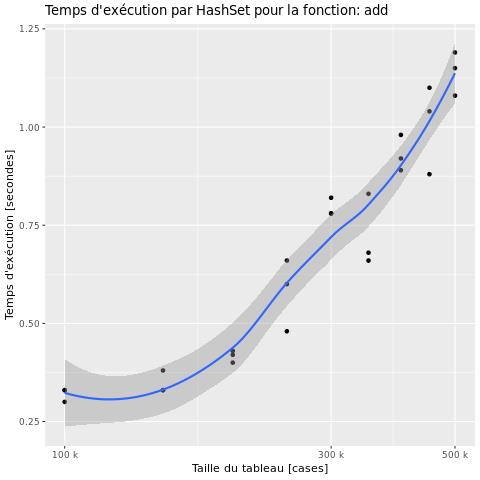 Temps d'exécution par HashSet pour la fonction: add
Temps d'exécution [secondes]
1.25
1.00
0.75
0.50
0.25
100 k
300 k
500 k
Taille du tableau [cases]